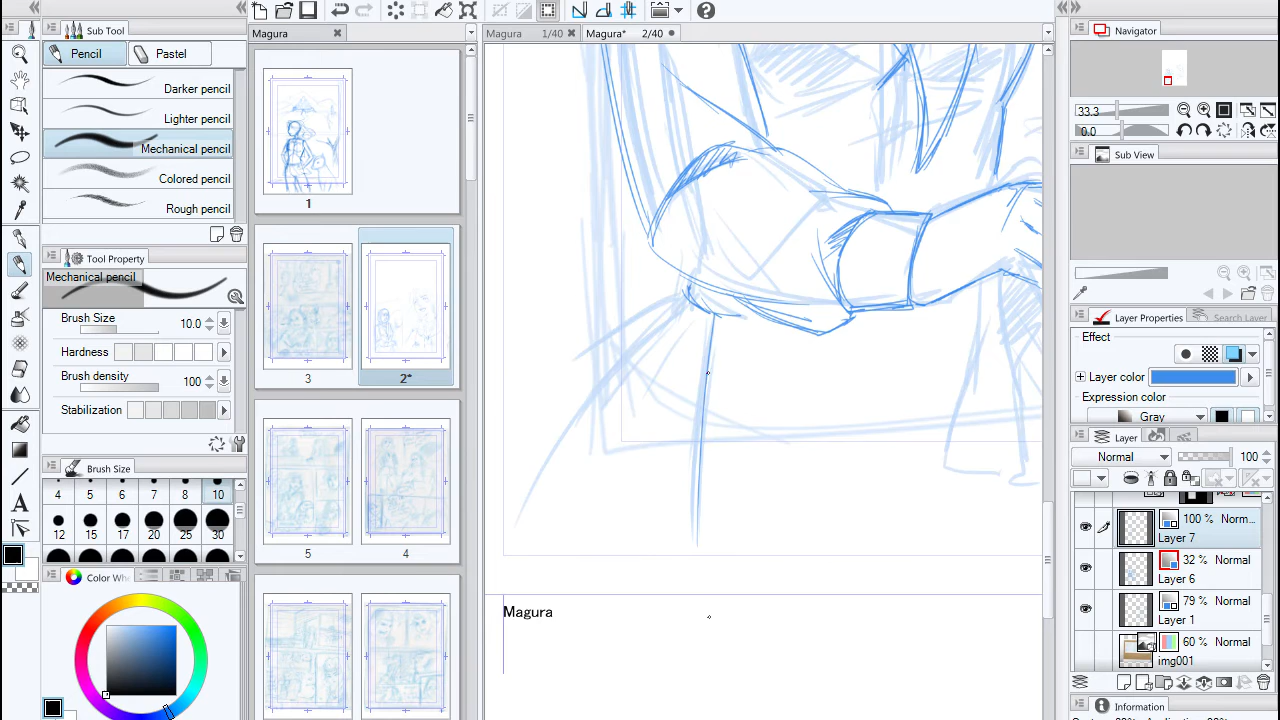 Sub Tool
Pencil
Pastel
Darker pencil
Lighter pencil
Mechanical pencil
Colored pencil
Rough pencil
Tool Property
Mechanical pencil
Brush Size 10.0
Hardness
Brush density 100
Stabilization
Brush Size
4 5 6 7 8 10
12 15 17 20 25 30
Color Whe
Magura
1
3 2*
5 4
Magura 1/40
Magura* 2/40
Magura
Navigator
33.3
0.0
Sub View
Layer Properties
Search Layer
Effect
Layer color
Expression color
Gray
Layer
Normal 100
100 % Norm...
Layer 7
32 % Normal
Layer 6
79 % Normal
Layer 1
60 % Normal
img001
Information